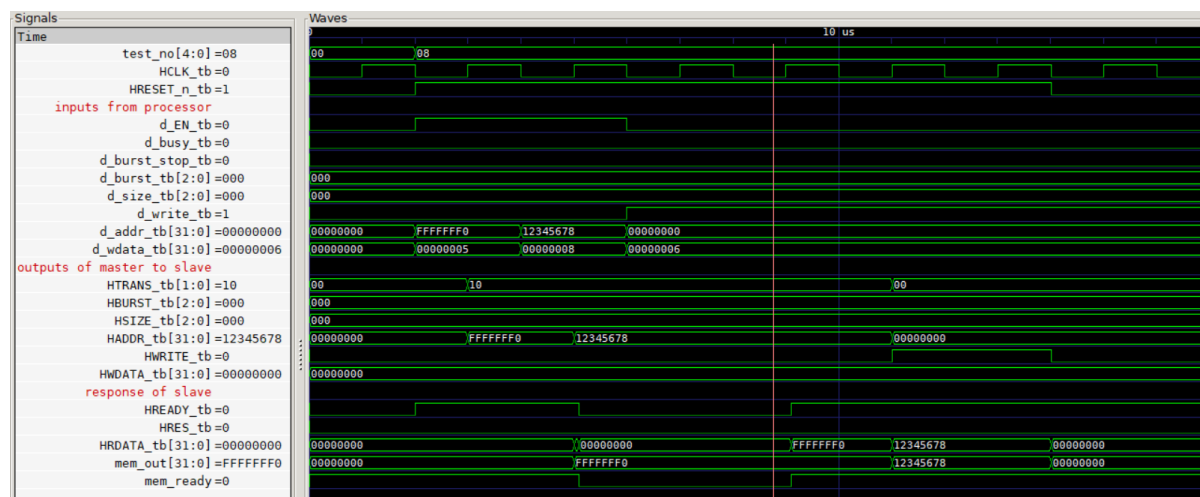 Signals
Waves
Time
0
10 us
test_no[4:0] =08
00 08
HCLK_tb =0
HRESET_n_tb =1
inputs from processor
d_EN_tb =0
d_busy_tb =0
d_burst_stop_tb =0
d_burst_tb[2:0] =000
000
d_size_tb[2:0] =000
000
d_write_tb =1
d_addr_tb[31:0] =00000000
00000000 FFFFFFF0 12345678 00000000
d_wdata_tb[31:0] =00000006
00000000 00000005 00000008 00000006
outputs of master to slave
HTRANS_tb[1:0] =10
00 10 00
HBURST_tb[2:0] =000
000
HSIZE_tb[2:0] =000
000
HADDR_tb[31:0] =12345678
00000000 FFFFFFF0 12345678 00000000
HWRITE_tb =0
HWDATA_tb[31:0] =00000000
00000000
response of slave
HREADY_tb =0
HRES_tb =0
HRDATA_tb[31:0] =00000000
00000000 00000000 FFFFFFF0 12345678 00000000
mem_out[31:0] =FFFFFFF0
00000000 FFFFFFF0 12345678 00000000
mem_ready =0